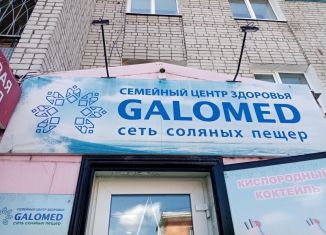 СЕМЕЙНЫЙ ЦЕНТР ЗДОРОВЬЯ
GALOMED
сеть соляных пещер
КИСЛОРОДНЫЙ
КОКТЕЙЛЬ
СЕМЕЙНЫЙ ЦЕНТР ЗДОРОВЬЯ
GALOMED
сеть соляных пещер